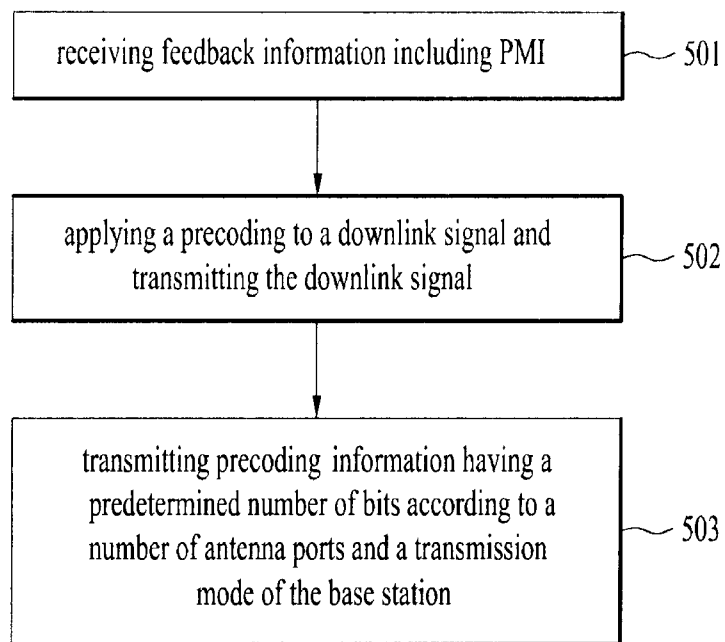 receiving feedback information including PMI
501
applying a precoding to a downlink signal and
transmitting the downlink signal
502
transmitting precoding information having a
predetermined number of bits according to a
number of antenna ports and a transmission
mode of the base station
503